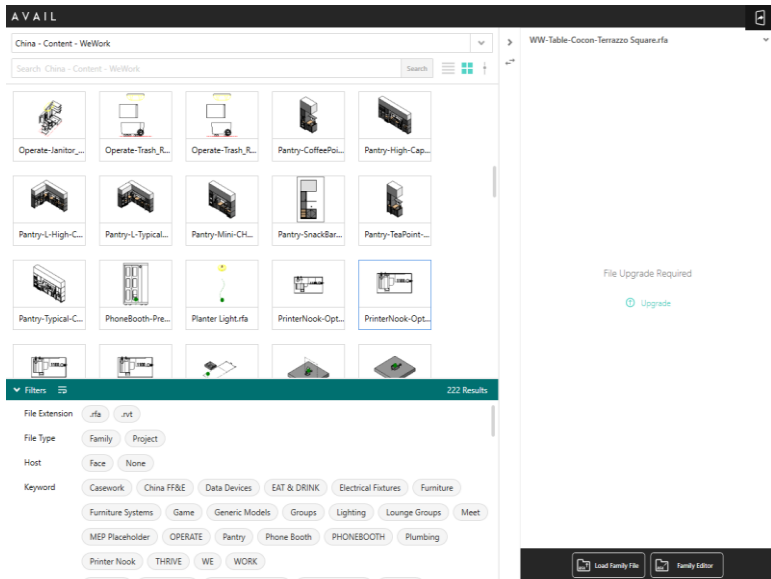 AVAIL
China - Content - WeWork
WW-Table-Cocon-Terrazzo Square.rfa
Search China - Content - WeWork
Search
Operate-Janitor_...
Operate-Trash_R...
Operate-Trash_R...
Pantry-CoffeePoi...
Pantry-High-Cap...
Pantry-L-High-C...
Pantry-L-Typical...
Pantry-Mini-CH...
Pantry-SnackBar...
Pantry-TeaPoint-...
Pantry-Typical-C...
PhoneBooth-Pre...
Planter Light.rfa
PrinterNook-Opt...
PrinterNook-Opt...
File Upgrade Required
Upgrade
Filters
222 Results
File Extension .rfa .rvt
File Type Family Project
Host Face None
Keyword Casework China FF&E Data Devices EAT & DRINK Electrical Fixtures Furniture
Furniture Systems Game Generic Models Groups Lighting Lounge Groups Meet
MEP Placeholder OPERATE Pantry Phone Booth PHONEBOOTH Plumbing
Printer Nook THRIVE WE WORK
Load Family File
Family Editor